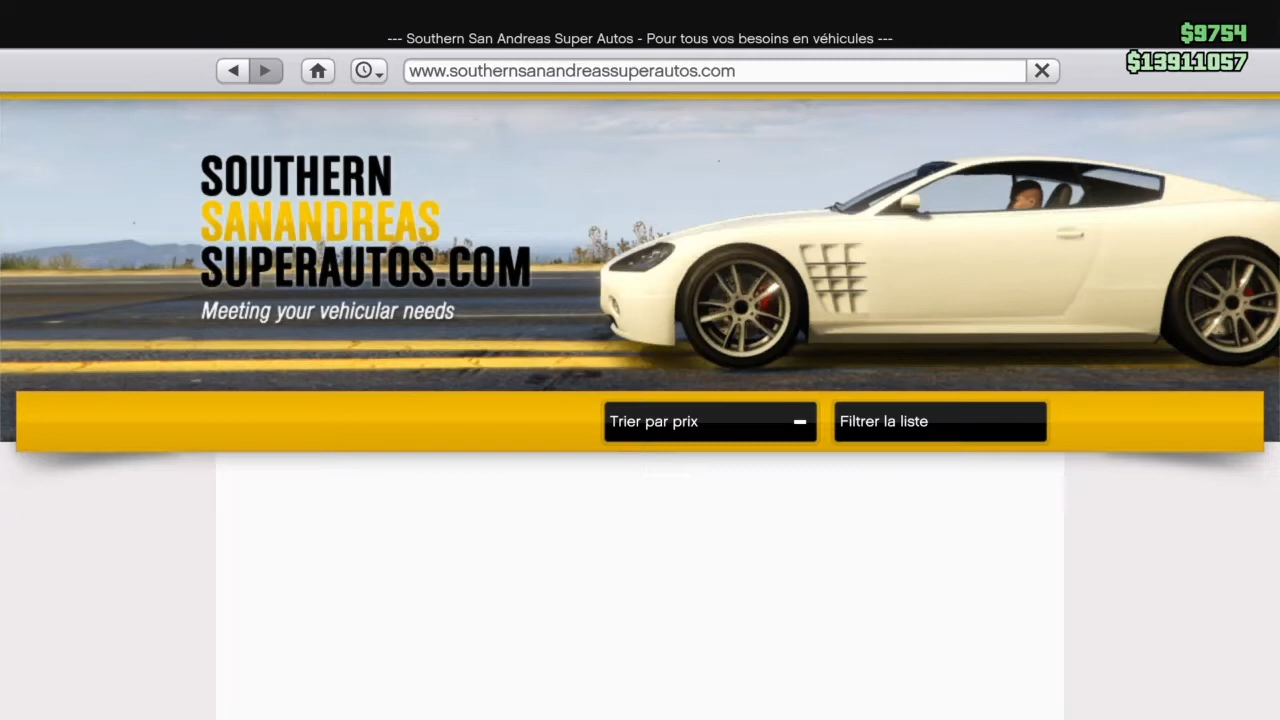 --- Southern San Andreas Super Autos - Pour tous vos besoins en véhicules ---
$9754
$13911057
www.southernsanandreassuperautos.com
SOUTHERN
SANANDREAS
SUPERAUTOS.COM
Meeting your vehicular needs
Trier par prix
Filtrer la liste